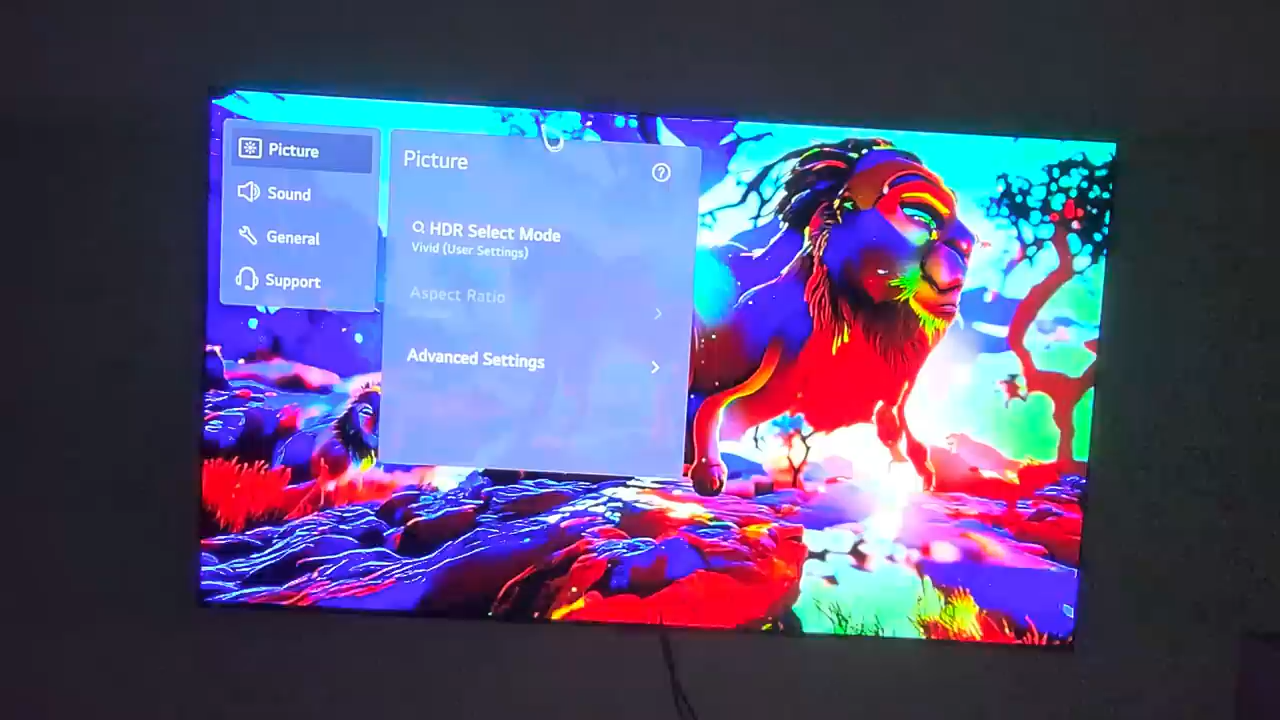 Picture
Sound
General
Support
Picture
?
HDR Select Mode
Vivid (User Settings)
Aspect Ratio
Advanced Settings